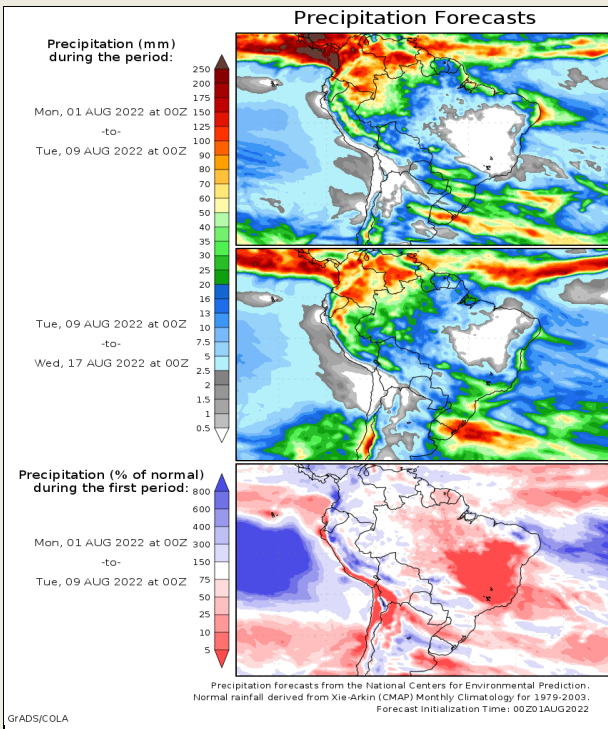 Precipitation Forecasts
Precipitation (mm)
during the period:
Mon, 01 AUG 2022 at 00Z
-to-
Tue, 09 AUG 2022 at 00Z
250
200
175
150
125
100
90
80
70
60
50
40
35
30
25
20
16
13
10
7.5
5
2.5
2
1.5
1
0.5
Tue, 09 AUG 2022 at 00Z
-to-
Wed, 17 AUG 2022 at 00Z
Precipitation (% of normal)
during the first period:
Mon, 01 AUG 2022 at 00Z
-to-
Tue, 09 AUG 2022 at 00Z
800
600
400
300
150
75
50
25
10
5
Precipitation forecasts from the National Centers for Environmental Prediction.
Normal rainfall derived from Xie-Arkin (CMAP) Monthly Climatology for 1979-2003.
Forecast Initialization Time: 00Z01AUG2022
GrADS/COLA